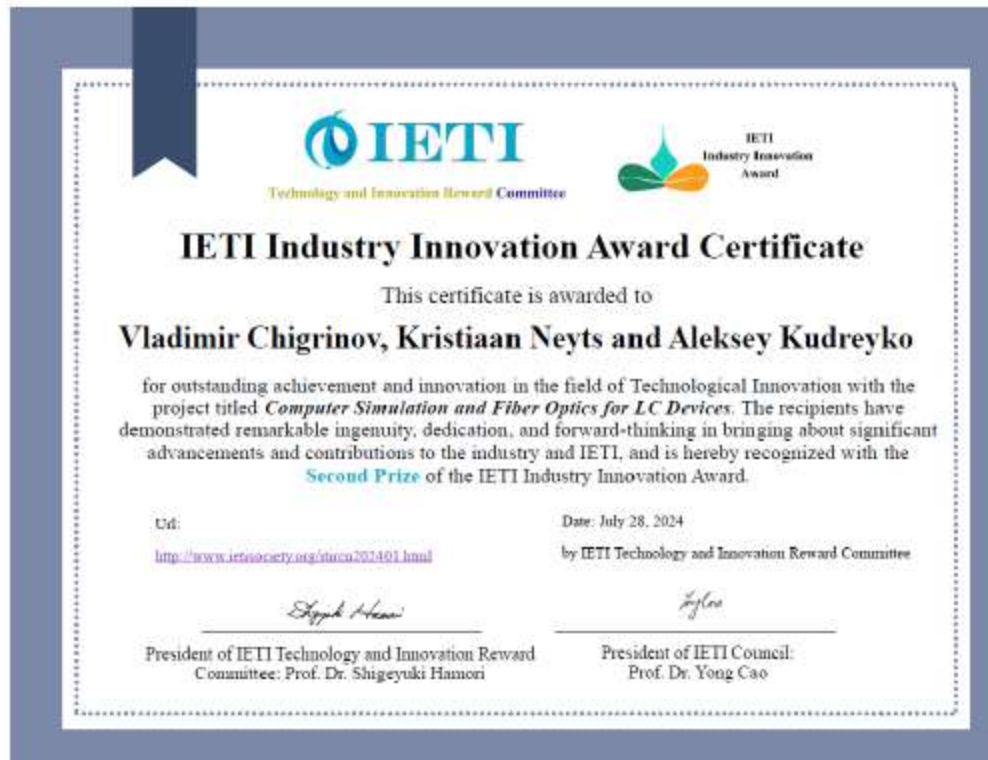 IETI
Technology and Innovation Reward Committee
IETI
Industry Innovation
Award
IETI Industry Innovation Award Certificate
This certificate is awarded to
Vladimir Chigrinov, Kristiaan Neyts and Aleksey Kudreyko
for outstanding achievement and innovation in the field of Technological Innovation with the
project titled Computer Simulation and Fiber Optics for LC Devices. The recipients have
demonstrated remarkable ingenuity, dedication, and forward-thinking in bringing about significant
advancements and contributions to the industry and IETI, and is hereby recognized with the
Second Prize of the IETI Industry Innovation Award.
Url:
Date: July 28, 2024
by IETI Technology and Innovation Reward Committee
President of IETI Technology and Innovation Reward
Committee: Prof. Dr. Shigeyuki Hamori
President of IETI Council:
Prof. Dr. Yong Cao